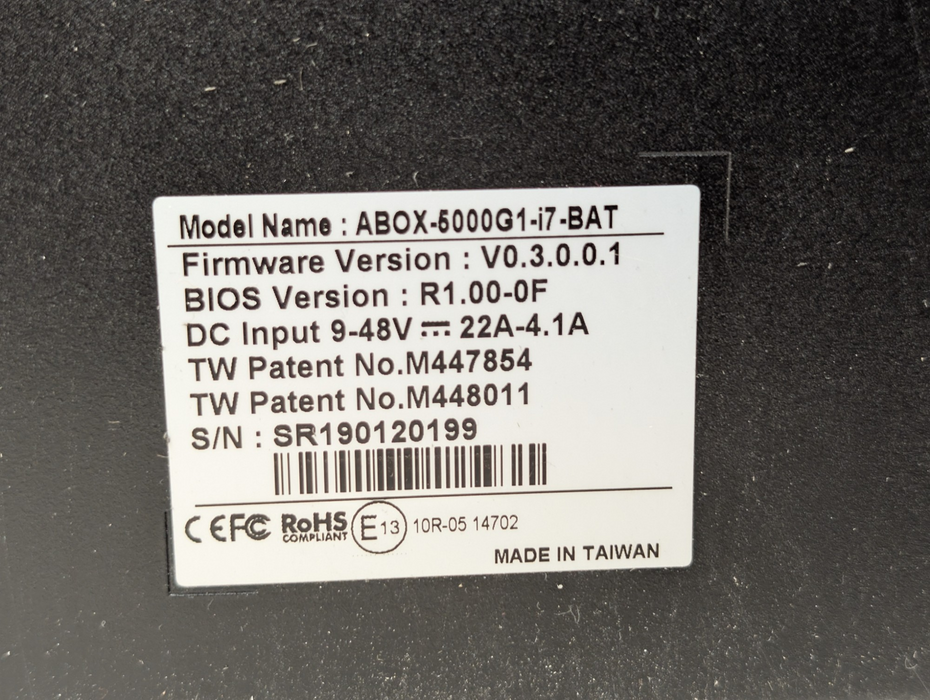 Model Name : ABOX-5000G1-i7-BAT
Firmware Version : V0.3.0.0.1
BIOS Version : R1.00-0F
DC Input 9-48V ⎓ 22A-4.1A
TW Patent No.M447854
TW Patent No.M448011
S/N : SR190120199
CE FC RoHS COMPLIANT E13 10R-05 14702
MADE IN TAIWAN